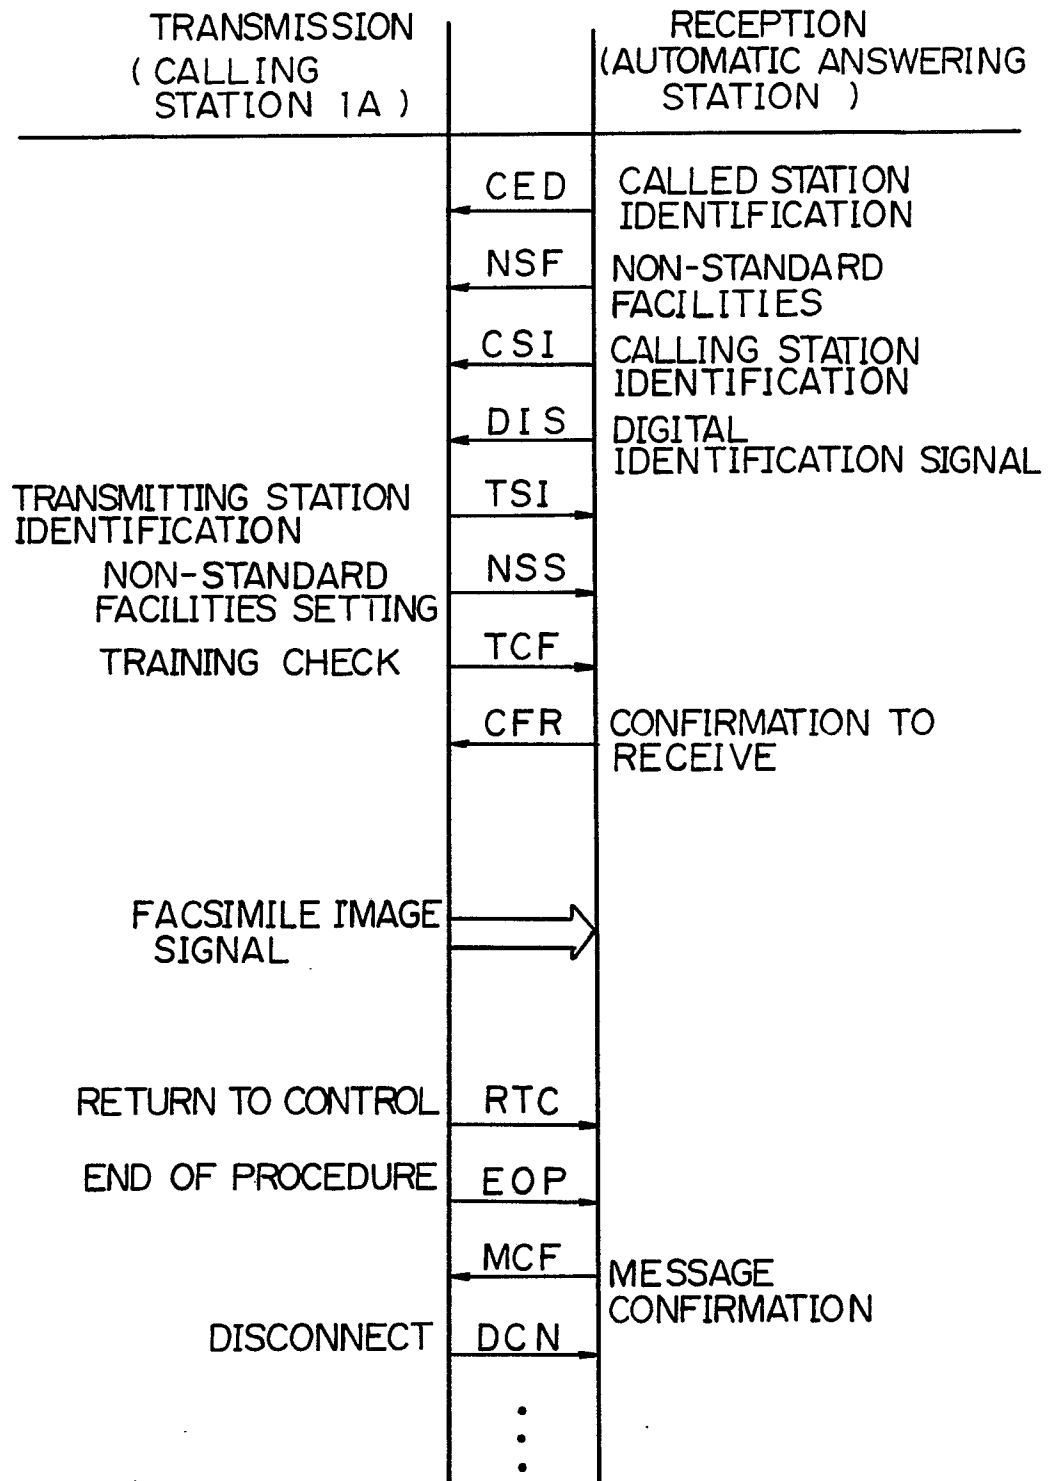 TRANSMISSION
(CALLING
STATION 1A)
RECEPTION
(AUTOMATIC ANSWERING
STATION )
CED
CALLED STATION
IDENTIFICATION
NSF
NON-STANDARD
FACILITIES
CSI
CALLING STATION
IDENTIFICATION
DIS
DIGITAL
IDENTIFICATION SIGNAL
TRANSMITTING STATION
IDENTIFICATION
TSI
NON-STANDARD
FACILITIES SETTING
NSS
TRAINING CHECK
TCF
CFR
CONFIRMATION TO
RECEIVE
FACSIMILE IMAGE
SIGNAL
RETURN TO CONTROL
RTC
END OF PROCEDURE
EOP
MCF
MESSAGE
CONFIRMATION
DISCONNECT
DCN